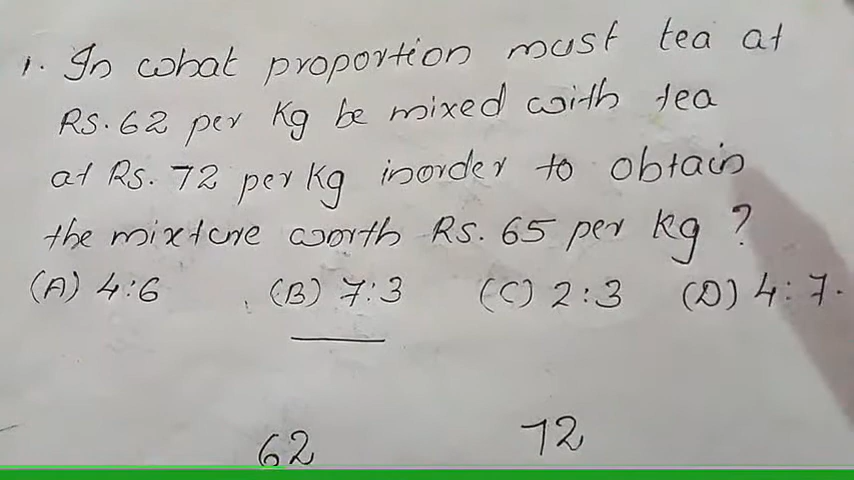 1. In what proportion must tea at
Rs. 62 per Kg be mixed with tea
at Rs. 72 per Kg inorder to obtain
the mixture worth Rs. 65 per kg ?
(A) 4:6 (B) 7:3 (C) 2:3 (D) 4:7.
62 72